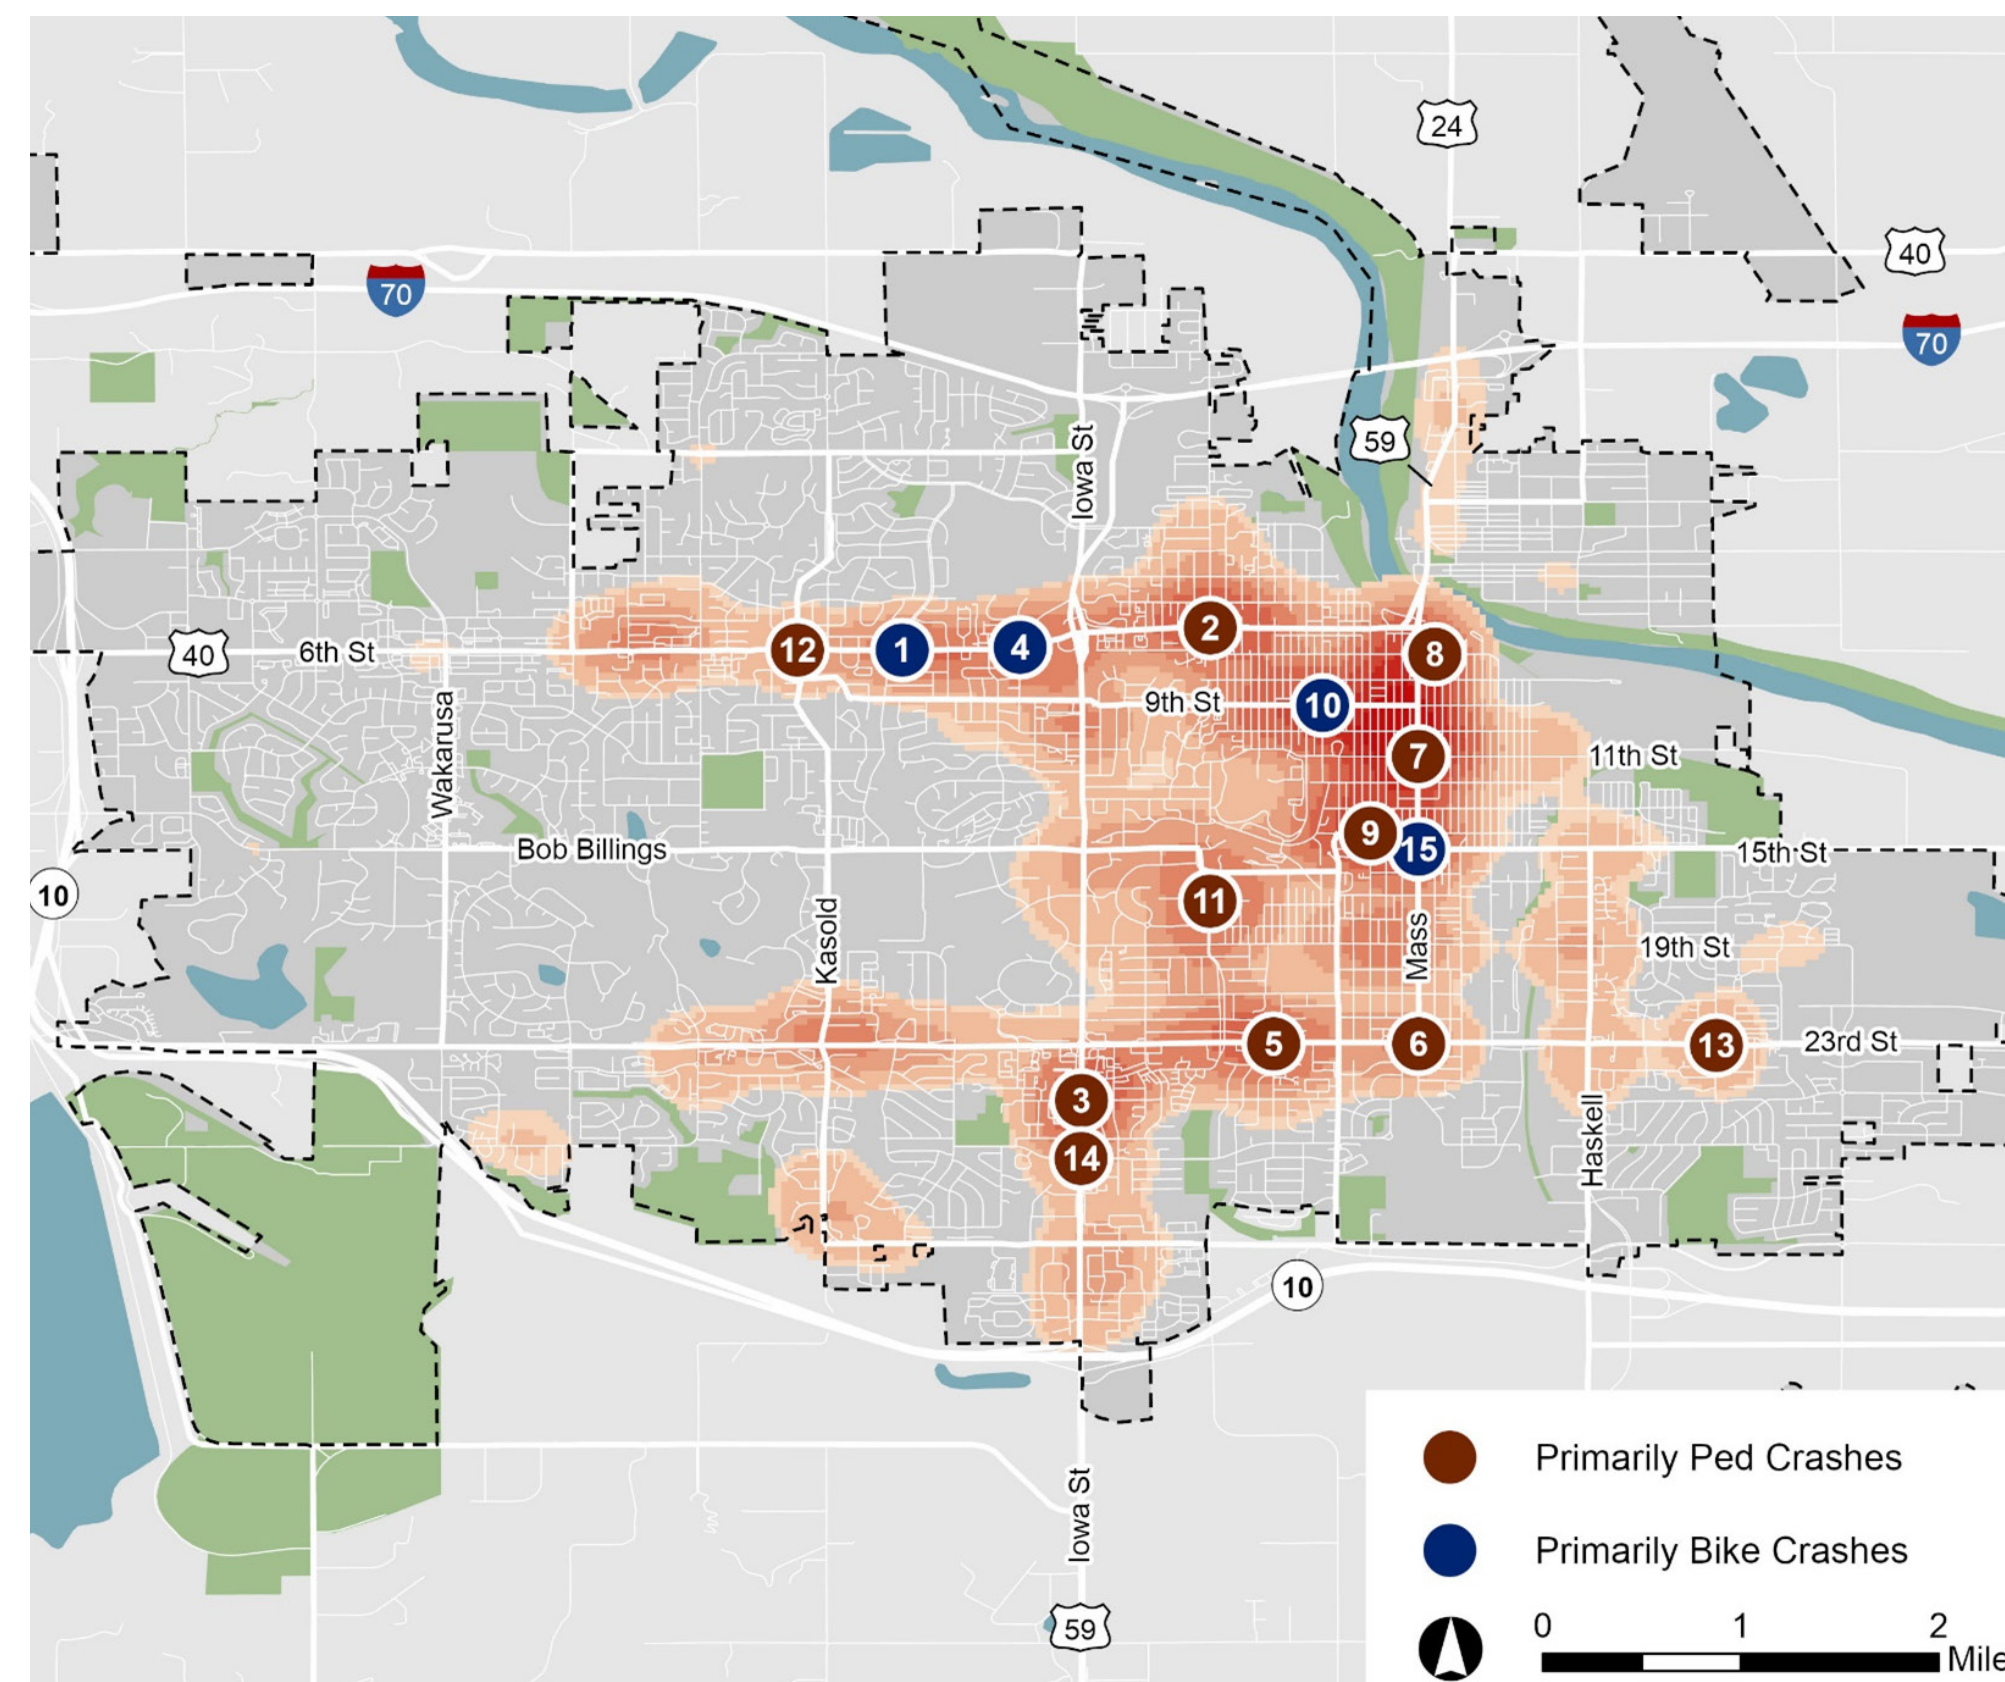 24
40
70
70
59
Iowa St
2
12
1
4
8
40
6th St
10
9th St
Wakarusa
7
11th St
9
15
Bob Billings
15th St
10
11
Kasold
Mass
19th St
5
6
13
23rd St
3
14
Haskell
10
Iowa St
59
Primarily Ped Crashes
Primarily Bike Crashes
0 1 2
Mile